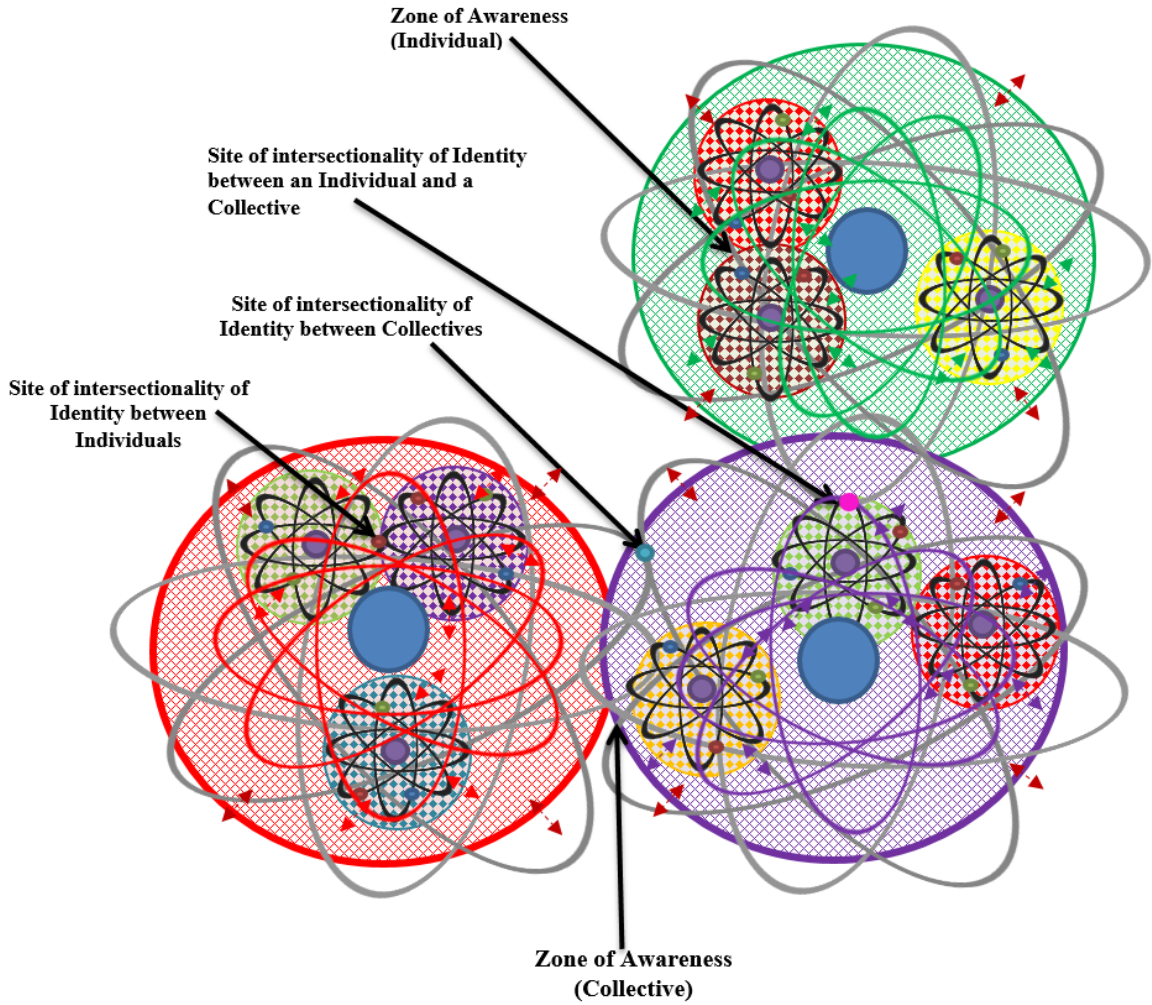 Zone of Awareness
(Individual)
Site of intersectionality of Identity
between an Individual and a
Collective
Site of intersectionality of
Identity between Collectives
Site of intersectionality of
Identity between
Individuals
Zone of Awareness
(Collective)